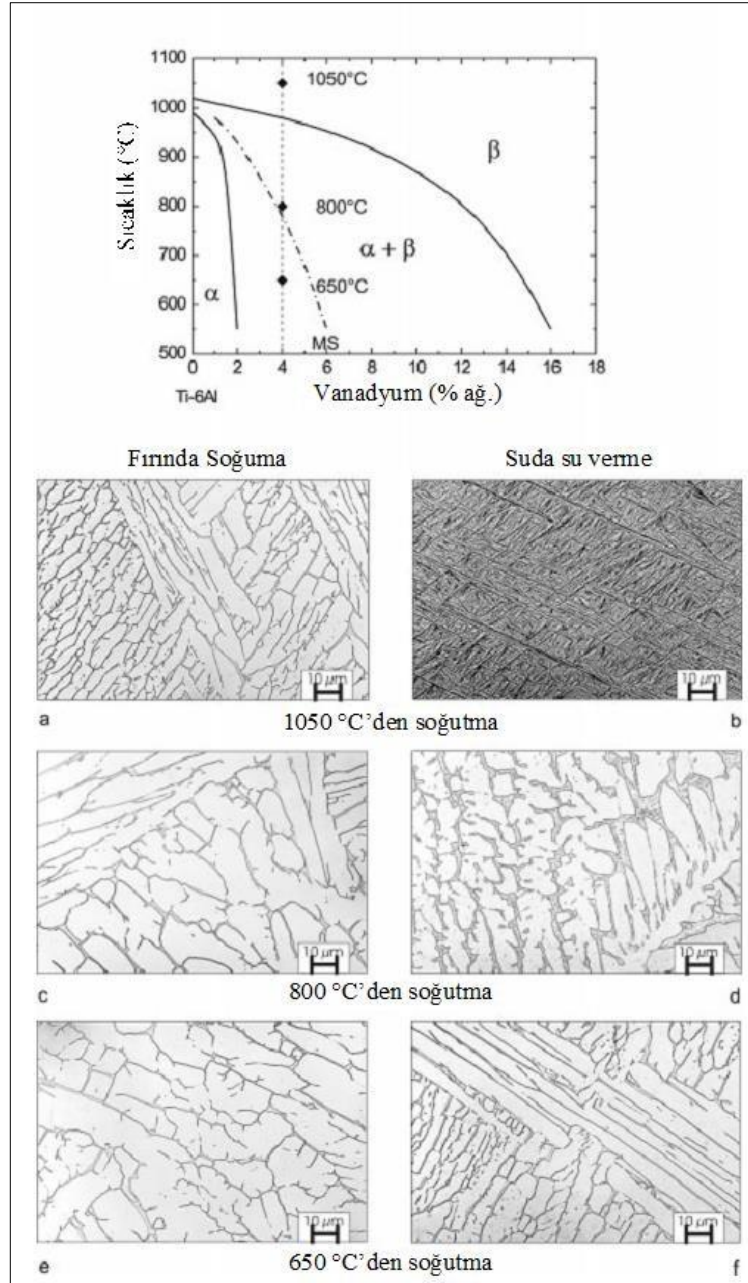 1050°C
1000
β
900
Sıcaklık (°C)
800
800°C
700
α + β
α
650°C
600
MS
500
0 2 4 6 8 10 12 14 16 18
Ti-6Al
Vanadyum (% ağ.)
Fırında Soğuma
Suda su verme
10 µm
10 µm
a
1050 °C'den soğutma
b
10 µm
10 µm
c
800 °C'den soğutma
d
10 µm
10 µm
e
650 °C'den soğutma
f